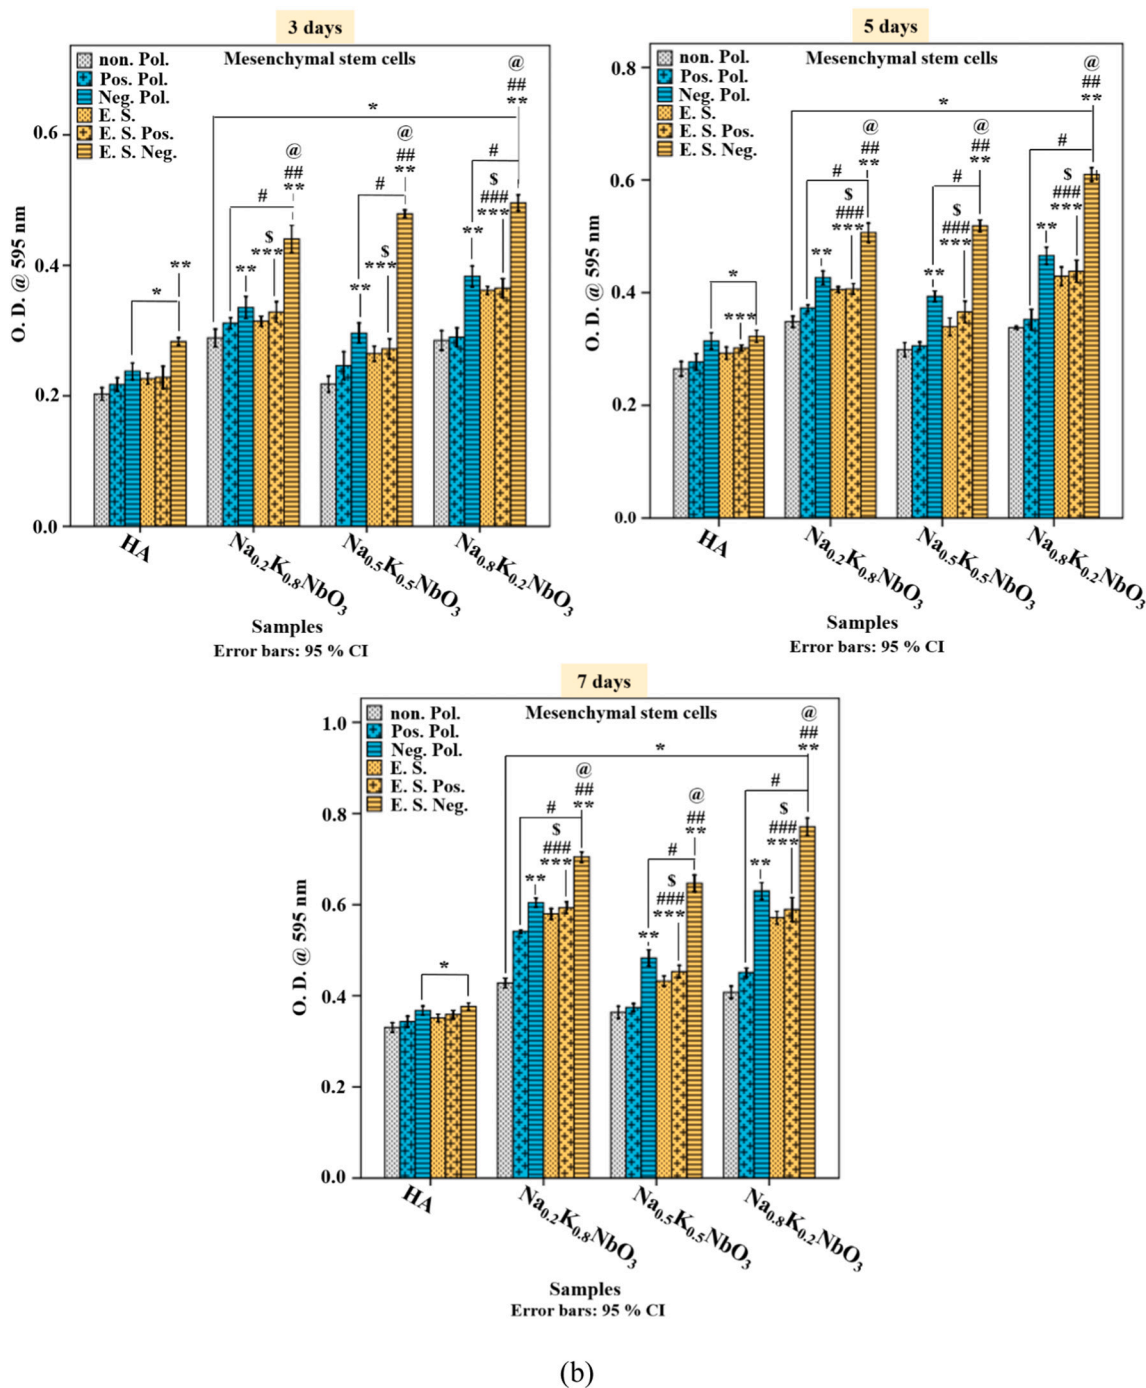 3 days
non. Pol.
Pos. Pol.
Neg. Pol.
E. S.
E. S. Pos.
E. S. Neg.
Mesenchymal stem cells
O. D. @ 595 nm
0.6
0.4
0.2
0.0
*
**
*
#
**
$
***
@
##
**
#
**
$
***
@
##
**
#
**
$
###
***
@
##
**
HA
Na0.2K0.8NbO3
Na0.5K0.5NbO3
Na0.8K0.2NbO3
Samples
Error bars: 95 % CI
5 days
non. Pol.
Pos. Pol.
Neg. Pol.
E. S.
E. S. Pos.
E. S. Neg.
Mesenchymal stem cells
O. D. @ 595 nm
0.8
0.6
0.4
0.2
0.0
*
***
*
#
**
$
###
***
@
##
**
#
**
$
###
***
@
##
**
#
**
$
###
***
@
##
**
HA
Na0.2K0.8NbO3
Na0.5K0.5NbO3
Na0.8K0.2NbO3
Samples
Error bars: 95 % CI
7 days
non. Pol.
Pos. Pol.
Neg. Pol.
E. S.
E. S. Pos.
E. S. Neg.
Mesenchymal stem cells
O. D. @ 595 nm
1.0
0.8
0.6
0.4
0.2
0.0
*
*
#
**
$
###
***
@
##
**
#
**
$
###
***
@
##
**
#
**
$
###
***
@
##
**
HA
Na0.2K0.8NbO3
Na0.5K0.5NbO3
Na0.8K0.2NbO3
Samples
Error bars: 95 % CI
(b)